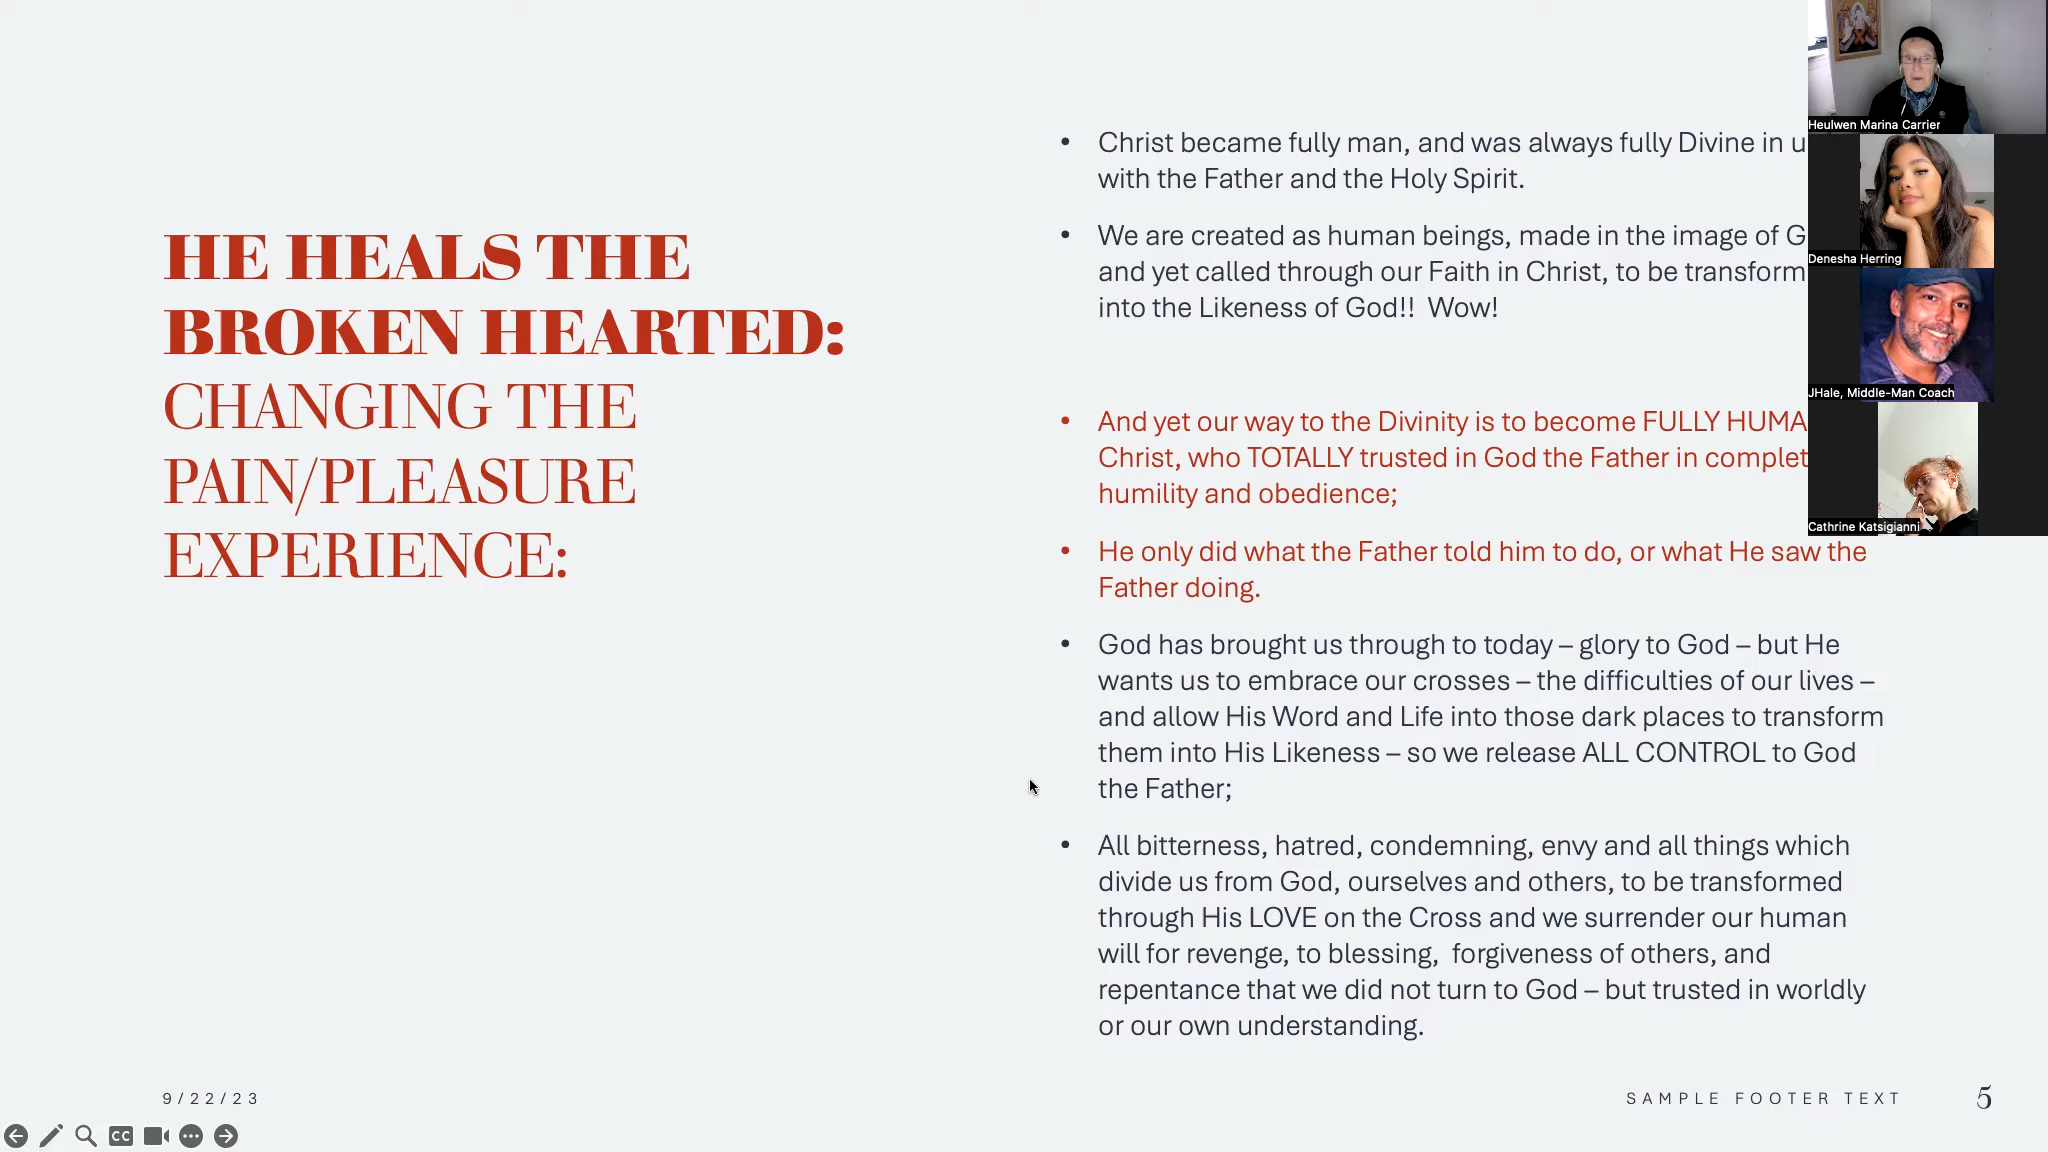 HE HEALS THE
BROKEN HEARTED:
CHANGING THE
PAIN/PLEASURE
EXPERIENCE:
• Christ became fully man, and was always fully Divine in u
with the Father and the Holy Spirit.
• We are created as human beings, made in the image of G
and yet called through our Faith in Christ, to be transform
into the Likeness of God!!  Wow!
• And yet our way to the Divinity is to become FULLY HUMA
Christ, who TOTALLY trusted in God the Father in complet
humility and obedience;
• He only did what the Father told him to do, or what He saw the
Father doing.
• God has brought us through to today – glory to God – but He
wants us to embrace our crosses – the difficulties of our lives –
and allow His Word and Life into those dark places to transform
them into His Likeness – so we release ALL CONTROL to God
the Father;
• All bitterness, hatred, condemning, envy and all things which
divide us from God, ourselves and others, to be transformed
through His LOVE on the Cross and we surrender our human
will for revenge, to blessing,  forgiveness of others, and
repentance that we did not turn to God – but trusted in worldly
or our own understanding.
Heulwen Marina Carrier
Denesha Herring
JHale, Middle-Man Coach
Cathrine Katsigianni
9/22/23
SAMPLE FOOTER TEXT
5
CC